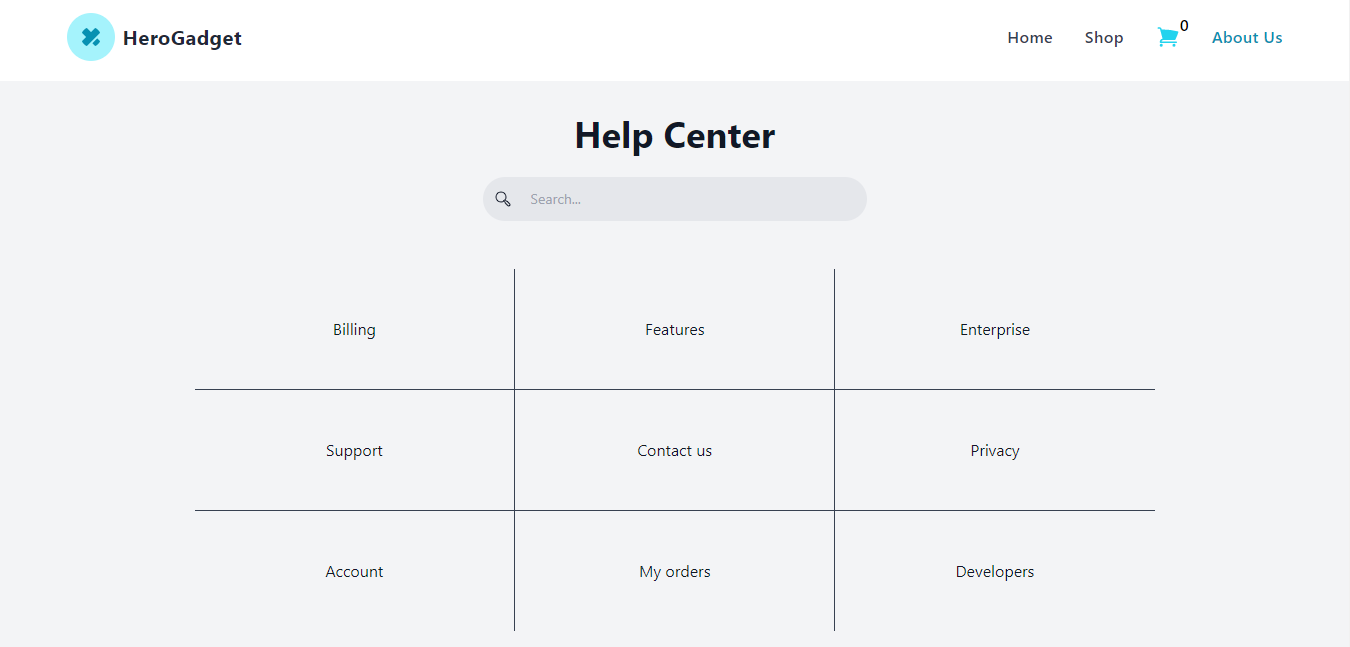 HeroGadget
Home Shop 0 About Us
Help Center
Search...
Billing Features Enterprise
Support Contact us Privacy
Account My orders Developers